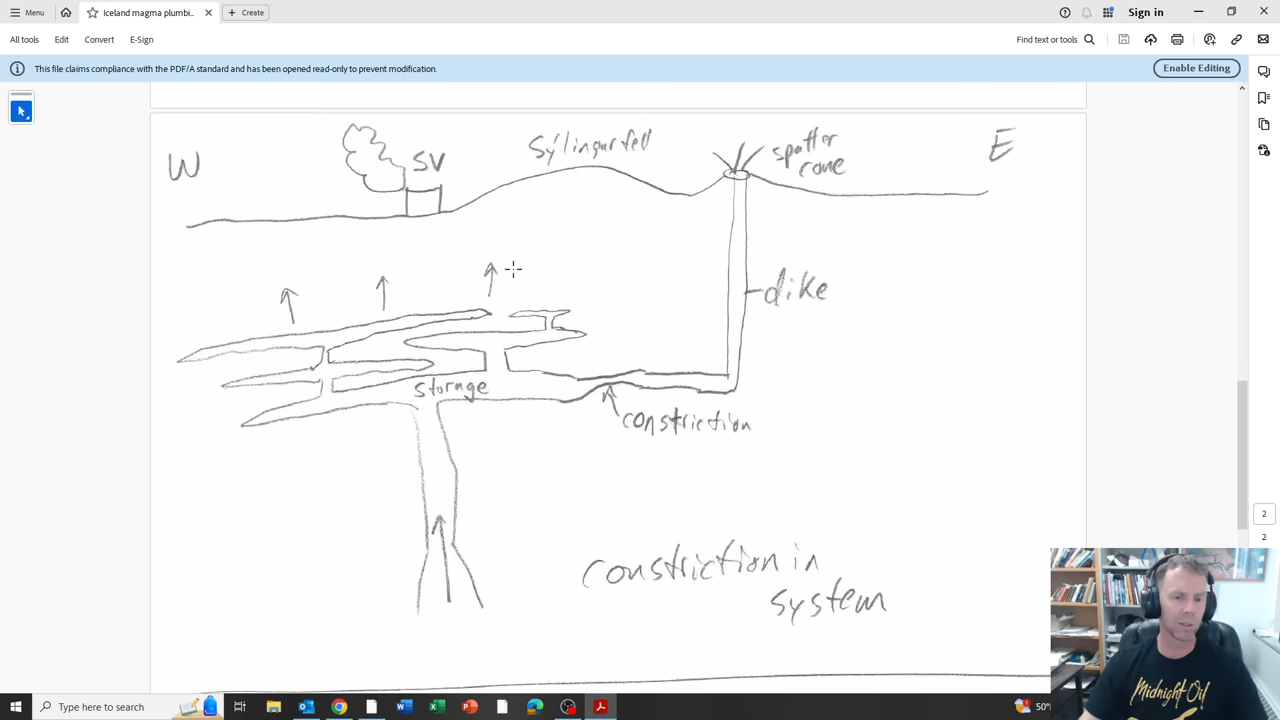 Menu
Iceland magma plumbi...
Create
Sign in
All tools
Edit
Convert
E-Sign
Find text or tools
This file claims compliance with the PDF/A standard and has been opened read-only to prevent modification.
Enable Editing
W
SV
Sýlingarfell
spatter
cone
E
dike
storage
constriction
constriction in
system
2
2
Midnight Oil
Type here to search
50°